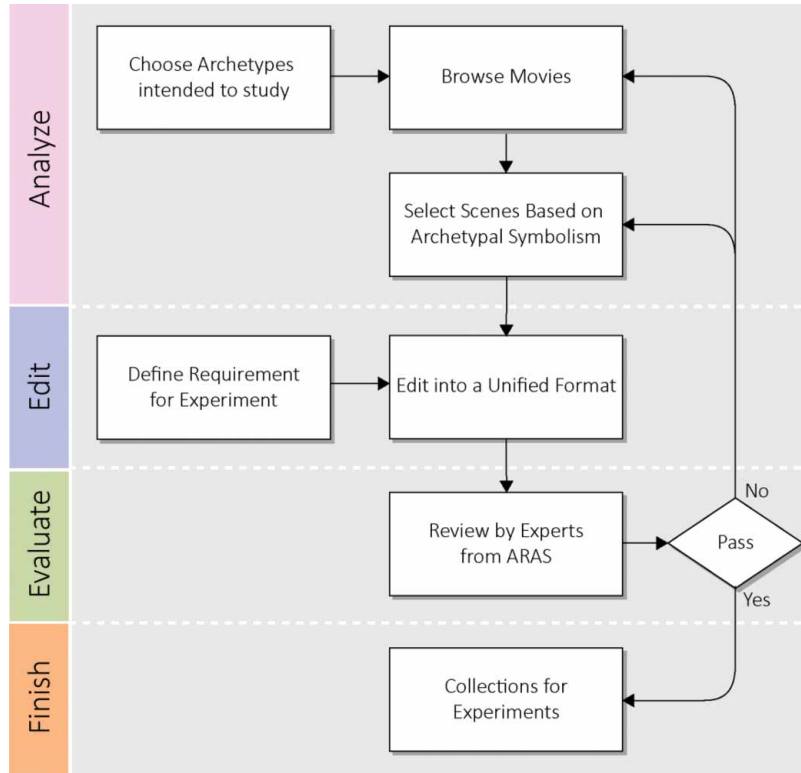 Analyze
Choose Archetypes
intended to study
Browse Movies
Select Scenes Based on
Archetypal Symbolism
Edit
Define Requirement
for Experiment
Edit into a Unified Format
Evaluate
Review by Experts
from ARAS
No
Pass
Yes
Finish
Collections for
Experiments